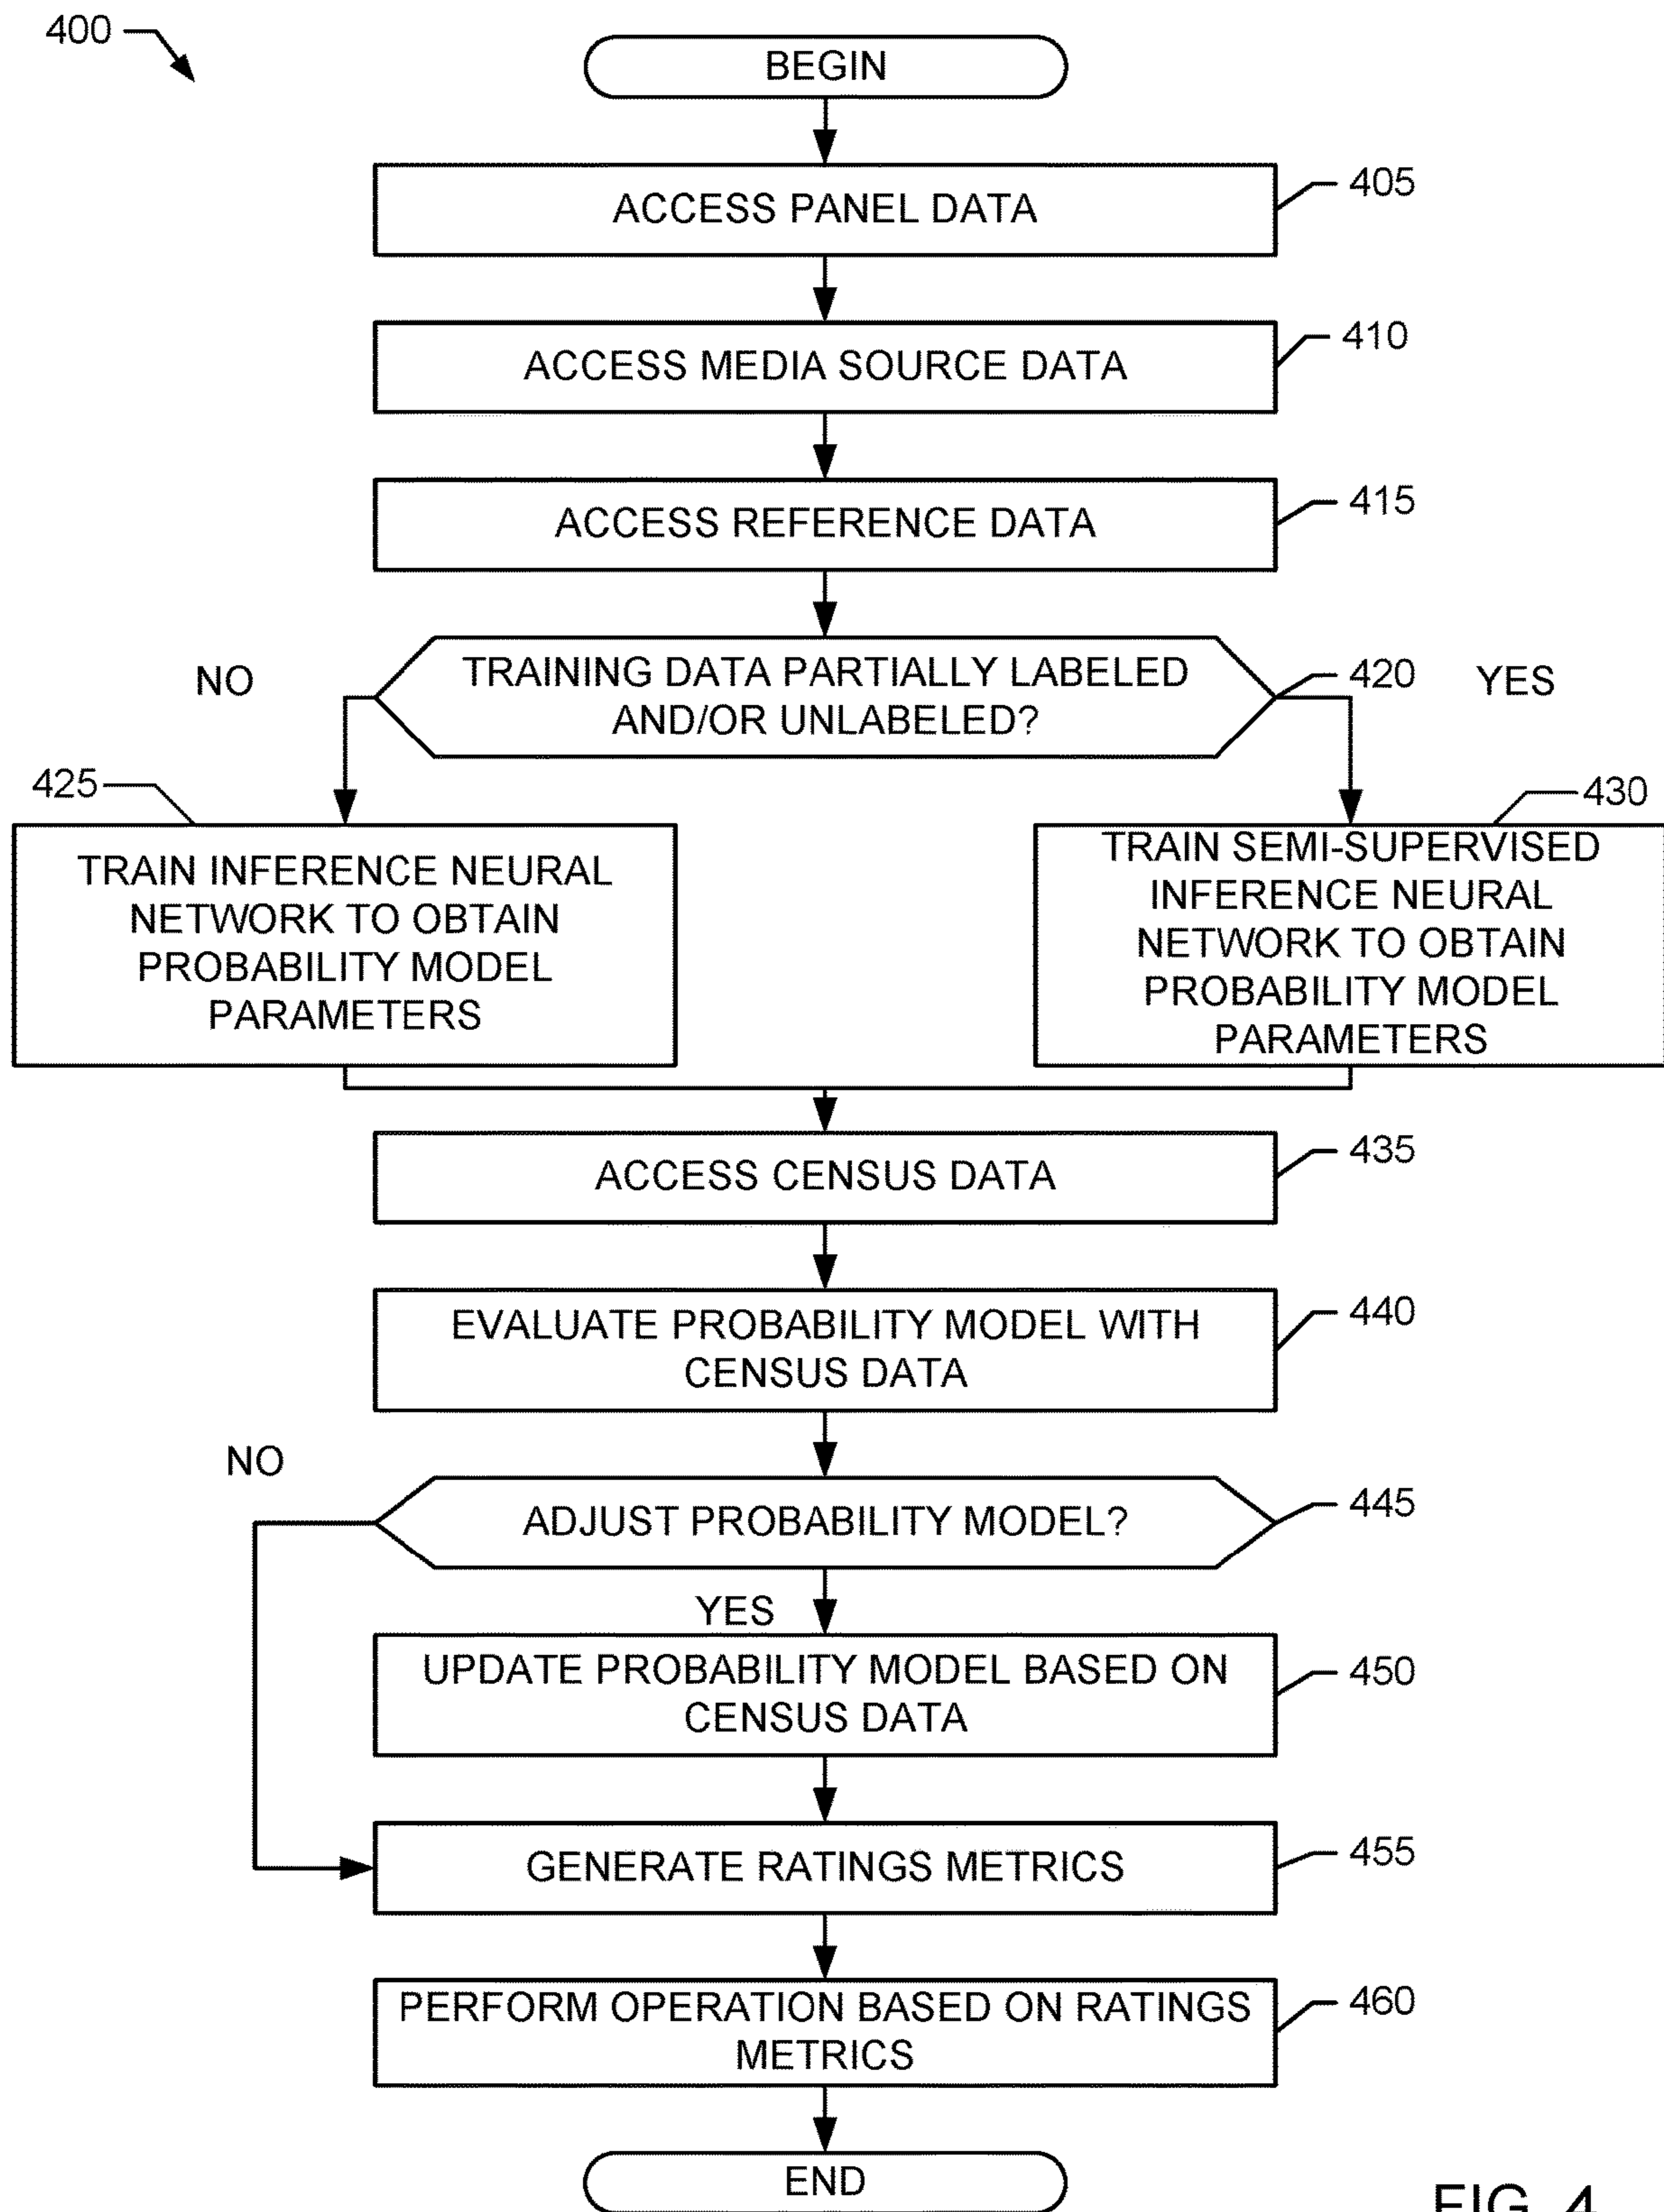 400
BEGIN
ACCESS PANEL DATA
405
ACCESS MEDIA SOURCE DATA
410
ACCESS REFERENCE DATA
415
TRAINING DATA PARTIALLY LABELED
AND/OR UNLABELED?
420
NO
YES
425
TRAIN INFERENCE NEURAL
NETWORK TO OBTAIN
PROBABILITY MODEL
PARAMETERS
430
TRAIN SEMI-SUPERVISED
INFERENCE NEURAL
NETWORK TO OBTAIN
PROBABILITY MODEL
PARAMETERS
ACCESS CENSUS DATA
435
EVALUATE PROBABILITY MODEL WITH
CENSUS DATA
440
NO
ADJUST PROBABILITY MODEL?
445
YES
UPDATE PROBABILITY MODEL BASED ON
CENSUS DATA
450
GENERATE RATINGS METRICS
455
PERFORM OPERATION BASED ON RATINGS
METRICS
460
END
FIG. 4